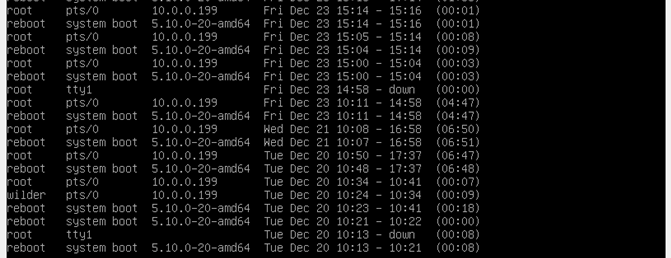 root     pts/0        10.0.0.199       Fri Dec 23 15:14 - 15:16  (00:01)
reboot   system boot  5.10.0-20-amd64  Fri Dec 23 15:14 - 15:16  (00:01)
root     pts/0        10.0.0.199       Fri Dec 23 15:05 - 15:14  (00:08)
reboot   system boot  5.10.0-20-amd64  Fri Dec 23 15:04 - 15:14  (00:09)
root     pts/0        10.0.0.199       Fri Dec 23 15:00 - 15:04  (00:03)
reboot   system boot  5.10.0-20-amd64  Fri Dec 23 15:00 - 15:04  (00:03)
root     tty1                          Fri Dec 23 14:58 - down   (00:00)
root     pts/0        10.0.0.199       Fri Dec 23 10:11 - 14:58  (04:47)
reboot   system boot  5.10.0-20-amd64  Fri Dec 23 10:11 - 14:58  (04:47)
root     pts/0        10.0.0.199       Wed Dec 21 10:08 - 16:58  (06:50)
reboot   system boot  5.10.0-20-amd64  Wed Dec 21 10:07 - 16:58  (06:51)
root     pts/0        10.0.0.199       Tue Dec 20 10:50 - 17:37  (06:47)
reboot   system boot  5.10.0-20-amd64  Tue Dec 20 10:48 - 17:37  (06:48)
root     pts/0        10.0.0.199       Tue Dec 20 10:34 - 10:41  (00:07)
wilder   pts/0        10.0.0.199       Tue Dec 20 10:24 - 10:34  (00:09)
reboot   system boot  5.10.0-20-amd64  Tue Dec 20 10:23 - 10:41  (00:18)
reboot   system boot  5.10.0-20-amd64  Tue Dec 20 10:21 - 10:22  (00:00)
root     tty1                          Tue Dec 20 10:13 - down   (00:08)
reboot   system boot  5.10.0-20-amd64  Tue Dec 20 10:13 - 10:21  (00:08)